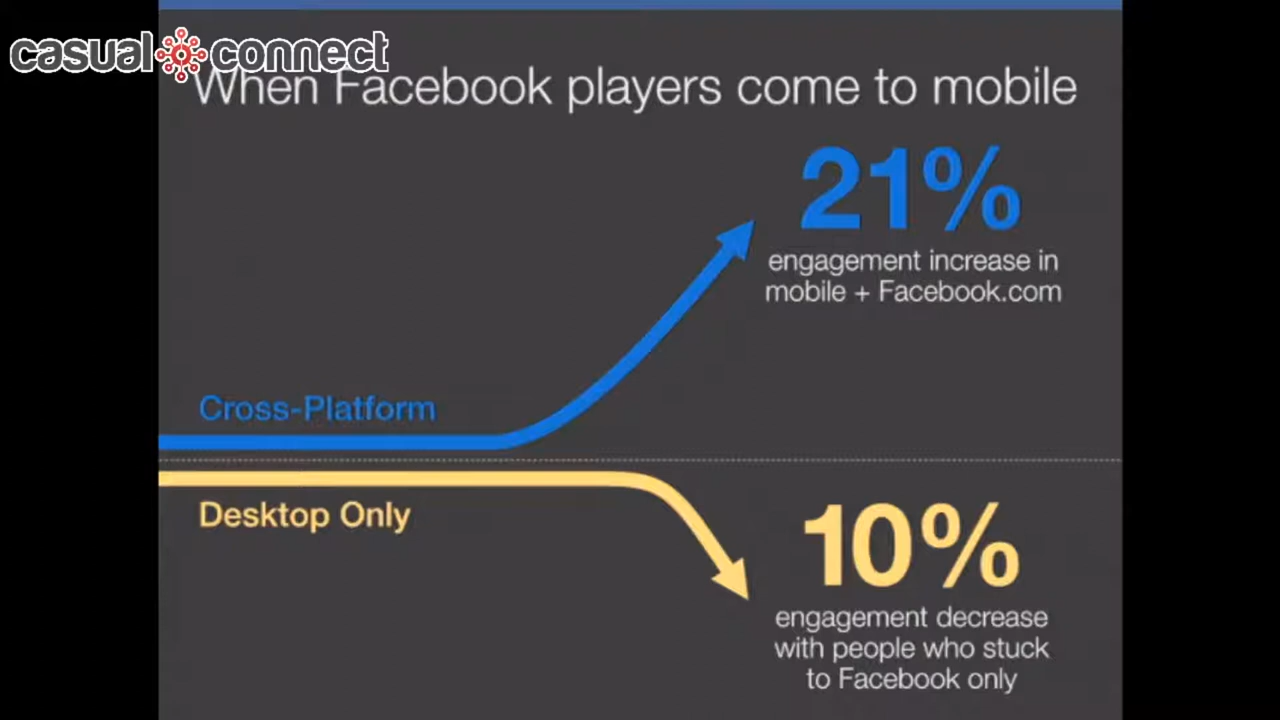 casual connect
When Facebook players come to mobile
21%
engagement increase in
mobile + Facebook.com
Cross-Platform
Desktop Only
10%
engagement decrease
with people who stuck
to Facebook only